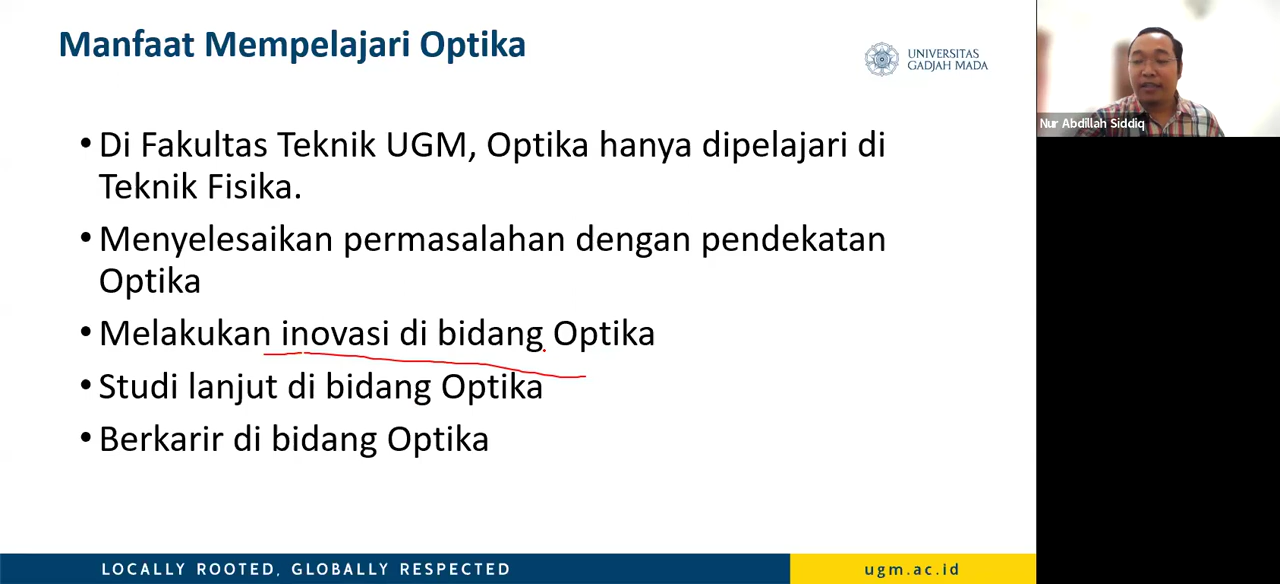 Manfaat Mempelajari Optika
UNIVERSITAS
GADJAH MADA
Nur Abdillah Siddiq
•Di Fakultas Teknik UGM, Optika hanya dipelajari di
Teknik Fisika.
•Menyelesaikan permasalahan dengan pendekatan
Optika
•Melakukan inovasi di bidang Optika
•Studi lanjut di bidang Optika
•Berkarir di bidang Optika
LOCALLY ROOTED, GLOBALLY RESPECTED
ugm.ac.id